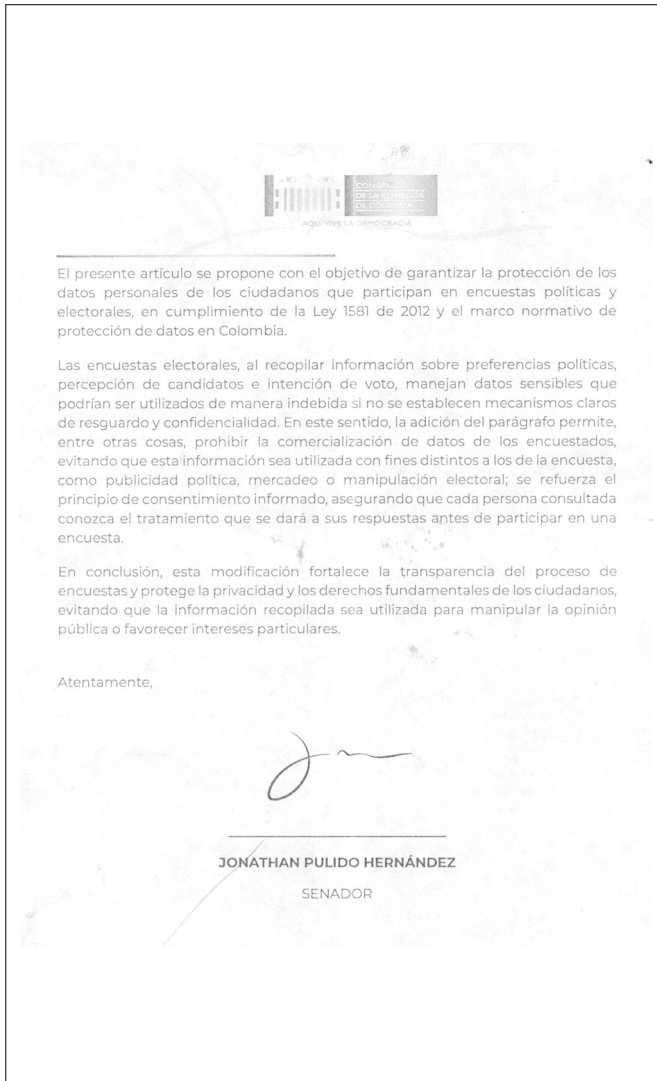 CONGRESO
DE LA REPÚBLICA
DE COLOMBIA
AQUÍ VIVE LA DEMOCRACIA
El presente artículo se propone con el objetivo de garantizar la protección de los
datos personales de los ciudadanos que participan en encuestas políticas y
electorales, en cumplimiento de la Ley 1581 de 2012 y el marco normativo de
protección de datos en Colombia.
Las encuestas electorales, al recopilar información sobre preferencias políticas,
percepción de candidatos e intención de voto, manejan datos sensibles que
podrían ser utilizados de manera indebida si no se establecen mecanismos claros
de resguardo y confidencialidad. En este sentido, la adición del parágrafo permite,
entre otras cosas, prohibir la comercialización de datos de los encuestados,
evitando que esta información sea utilizada con fines distintos a los de la encuesta,
como publicidad política, mercadeo o manipulación electoral; se refuerza el
principio de consentimiento informado, asegurando que cada persona consultada
conozca el tratamiento que se dará a sus respuestas antes de participar en una
encuesta.
En conclusión, esta modificación fortalece la transparencia del proceso de
encuestas y protege la privacidad y los derechos fundamentales de los ciudadanos,
evitando que la información recopilada sea utilizada para manipular la opinión
pública o favorecer intereses particulares.
Atentamente,
JONATHAN PULIDO HERNÁNDEZ
SENADOR